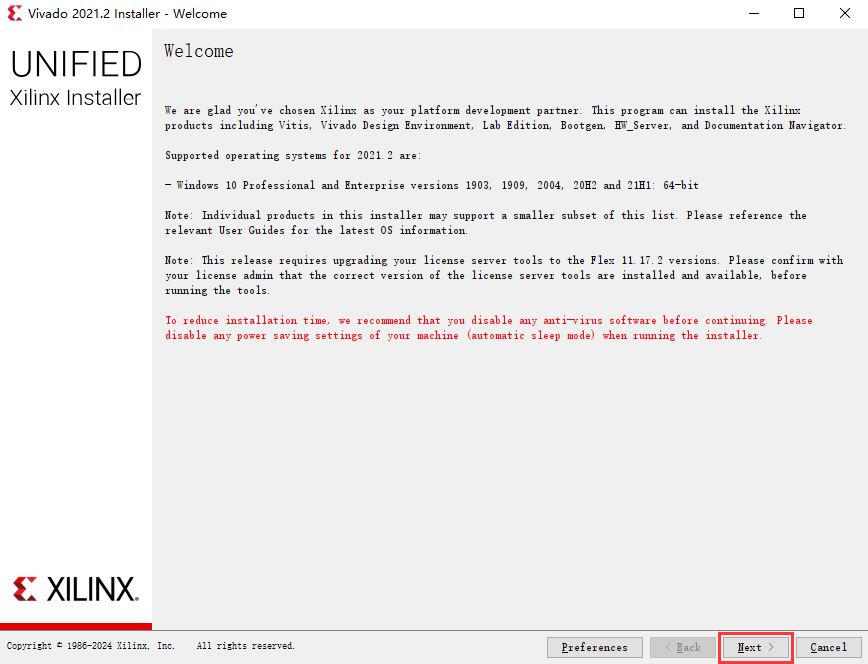 Vivado 2021.2 Installer - Welcome
UNIFIED
Xilinx Installer
Welcome
We are glad you've chosen Xilinx as your platform development partner. This program can install the Xilinx
products including Vitis, Vivado Design Environment, Lab Edition, Bootgen, HW_Server, and Documentation Navigator.
Supported operating systems for 2021.2 are:
- Windows 10 Professional and Enterprise versions 1903, 1909, 2004, 20H2 and 21H1: 64-bit
Note: Individual products in this installer may support a smaller subset of this list. Please reference the
relevant User Guides for the latest OS information.
Note: This release requires upgrading your license server tools to the Flex 11.17.2 versions. Please confirm with
your license admin that the correct version of the license server tools are installed and available, before
running the tools.
To reduce installation time, we recommend that you disable any anti-virus software before continuing. Please
disable any power saving settings of your machine (automatic sleep mode) when running the installer.
XILINX.
Copyright © 1986-2024 Xilinx, Inc. All rights reserved.
Preferences
< Back
Next >
Cancel